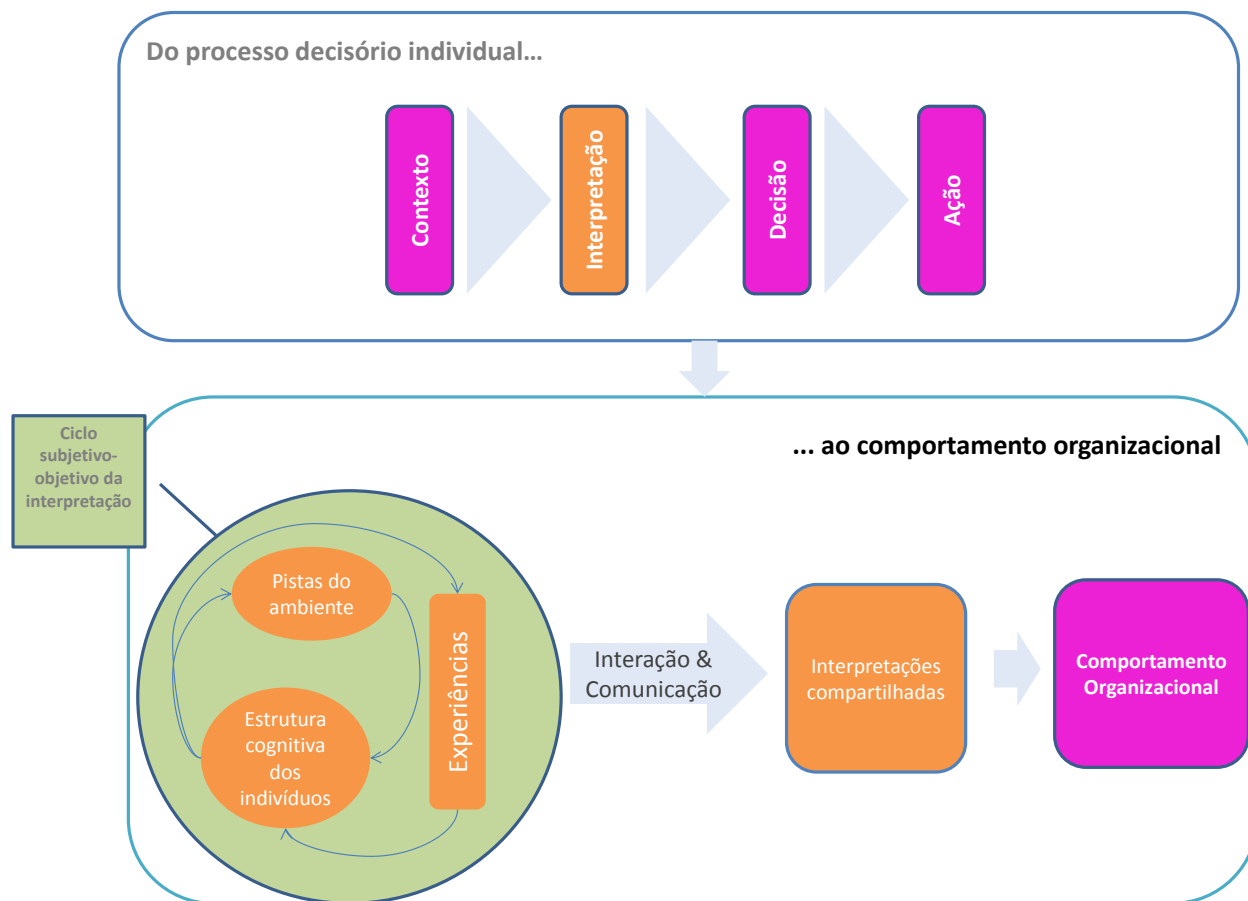 Do processo decisório individual...
Contexto
Interpretação
Decisão
Ação
Ciclo
subjetivo-
objetivo da
interpretação
... ao comportamento organizacional
Pistas do
ambiente
Estrutura
cognitiva
dos
indivíduos
Experiências
Interação &
Comunicação
Interpretações
compartilhadas
Comportamento
Organizacional